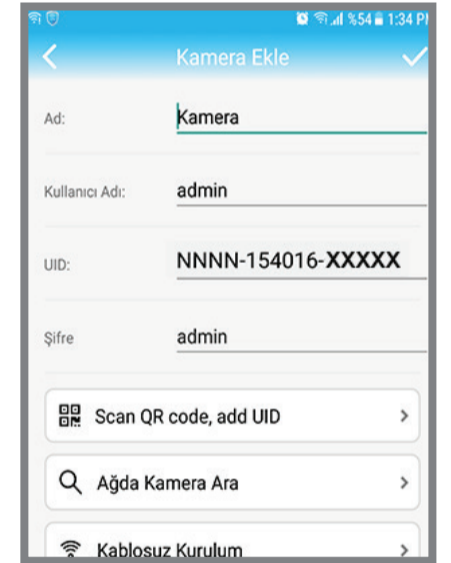 %54 1:34 P
Kamera Ekle
Ad: Kamera
Kullanıcı Adı: admin
UID: NNNN-154016-XXXXX
Şifre admin
Scan QR code, add UID
Ağda Kamera Ara
Kablosuz Kurulum